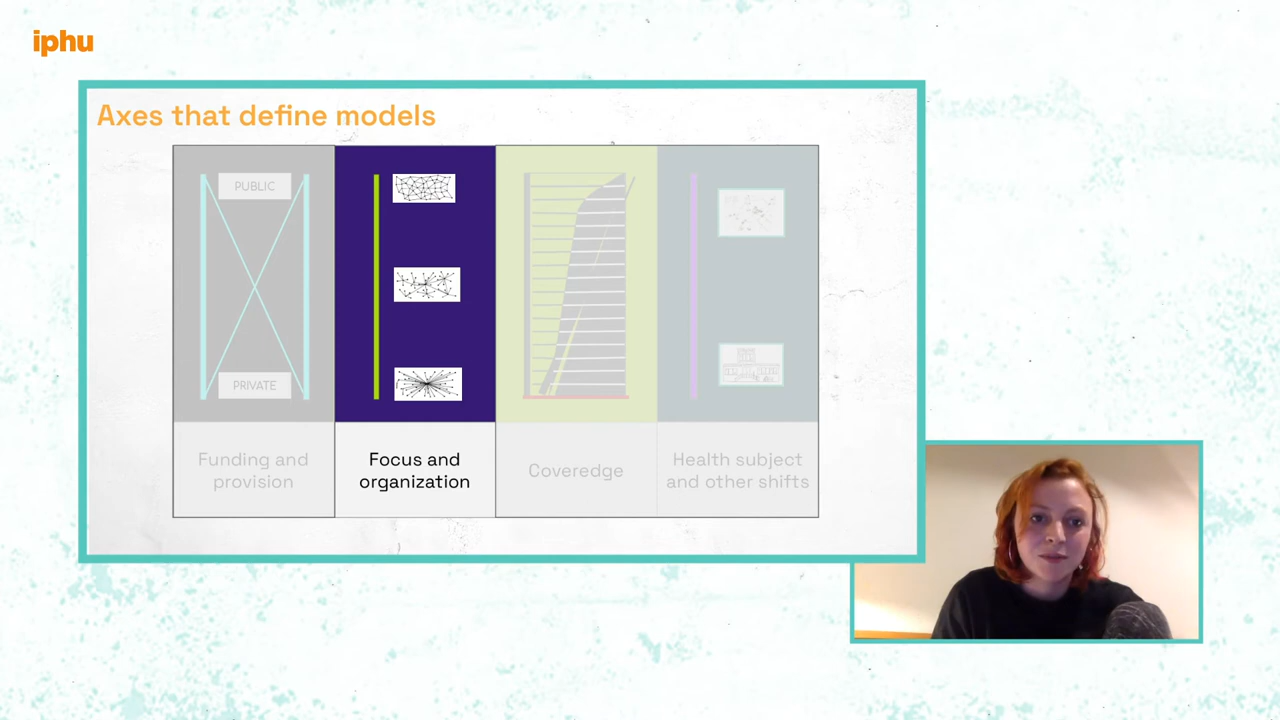 iphu
Axes that define models
PUBLIC
PRIVATE
Funding and
provision
Focus and
organization
Coveredge
Health subject
and other shifts